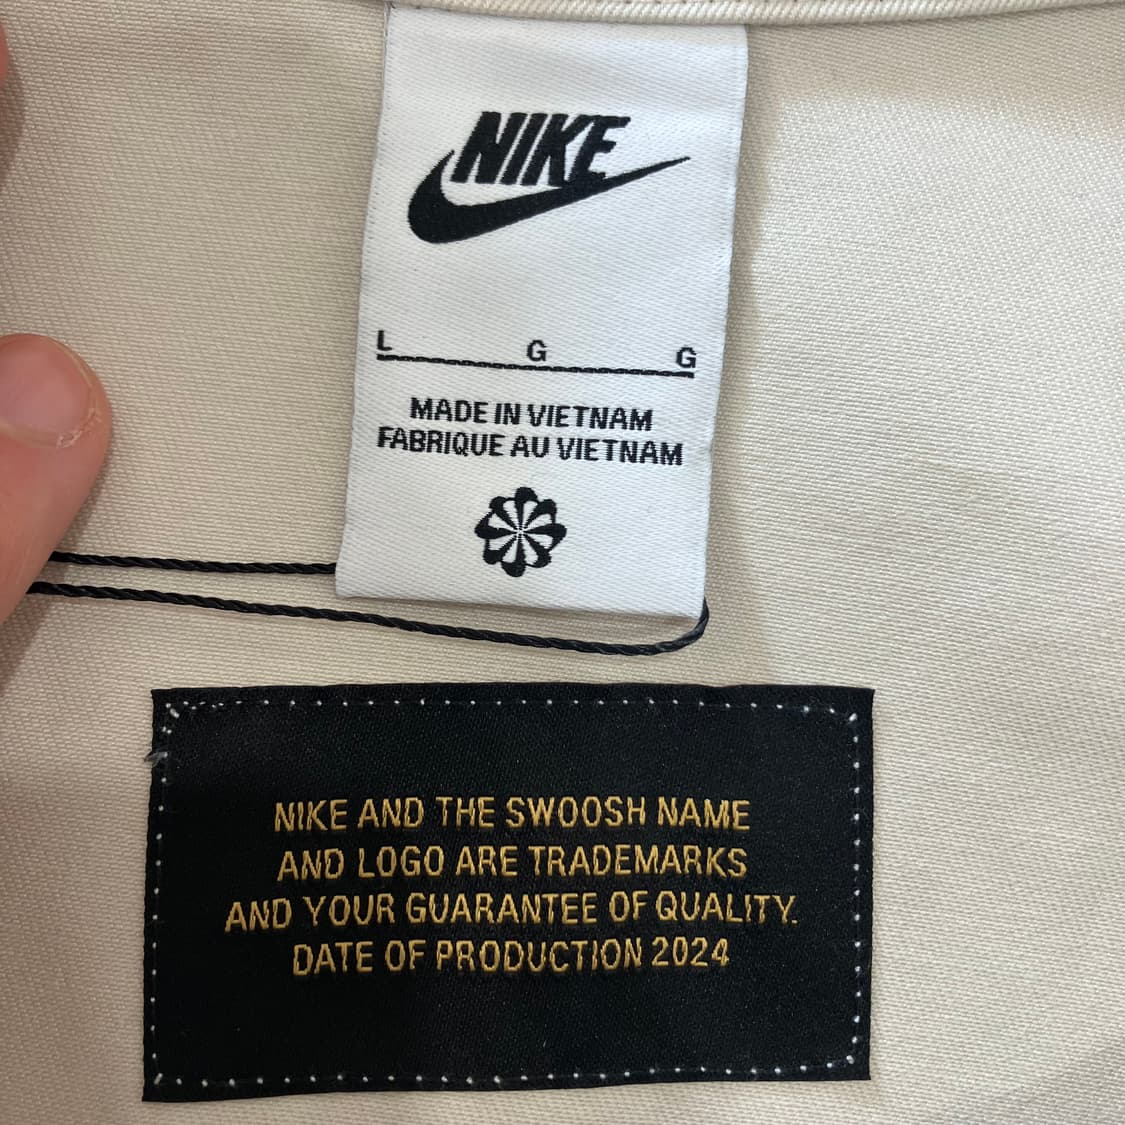 NIKE
L G G
MADE IN VIETNAM
FABRIQUE AU VIETNAM
NIKE AND THE SWOOSH NAME
AND LOGO ARE TRADEMARKS
AND YOUR GUARANTEE OF QUALITY.
DATE OF PRODUCTION 2024